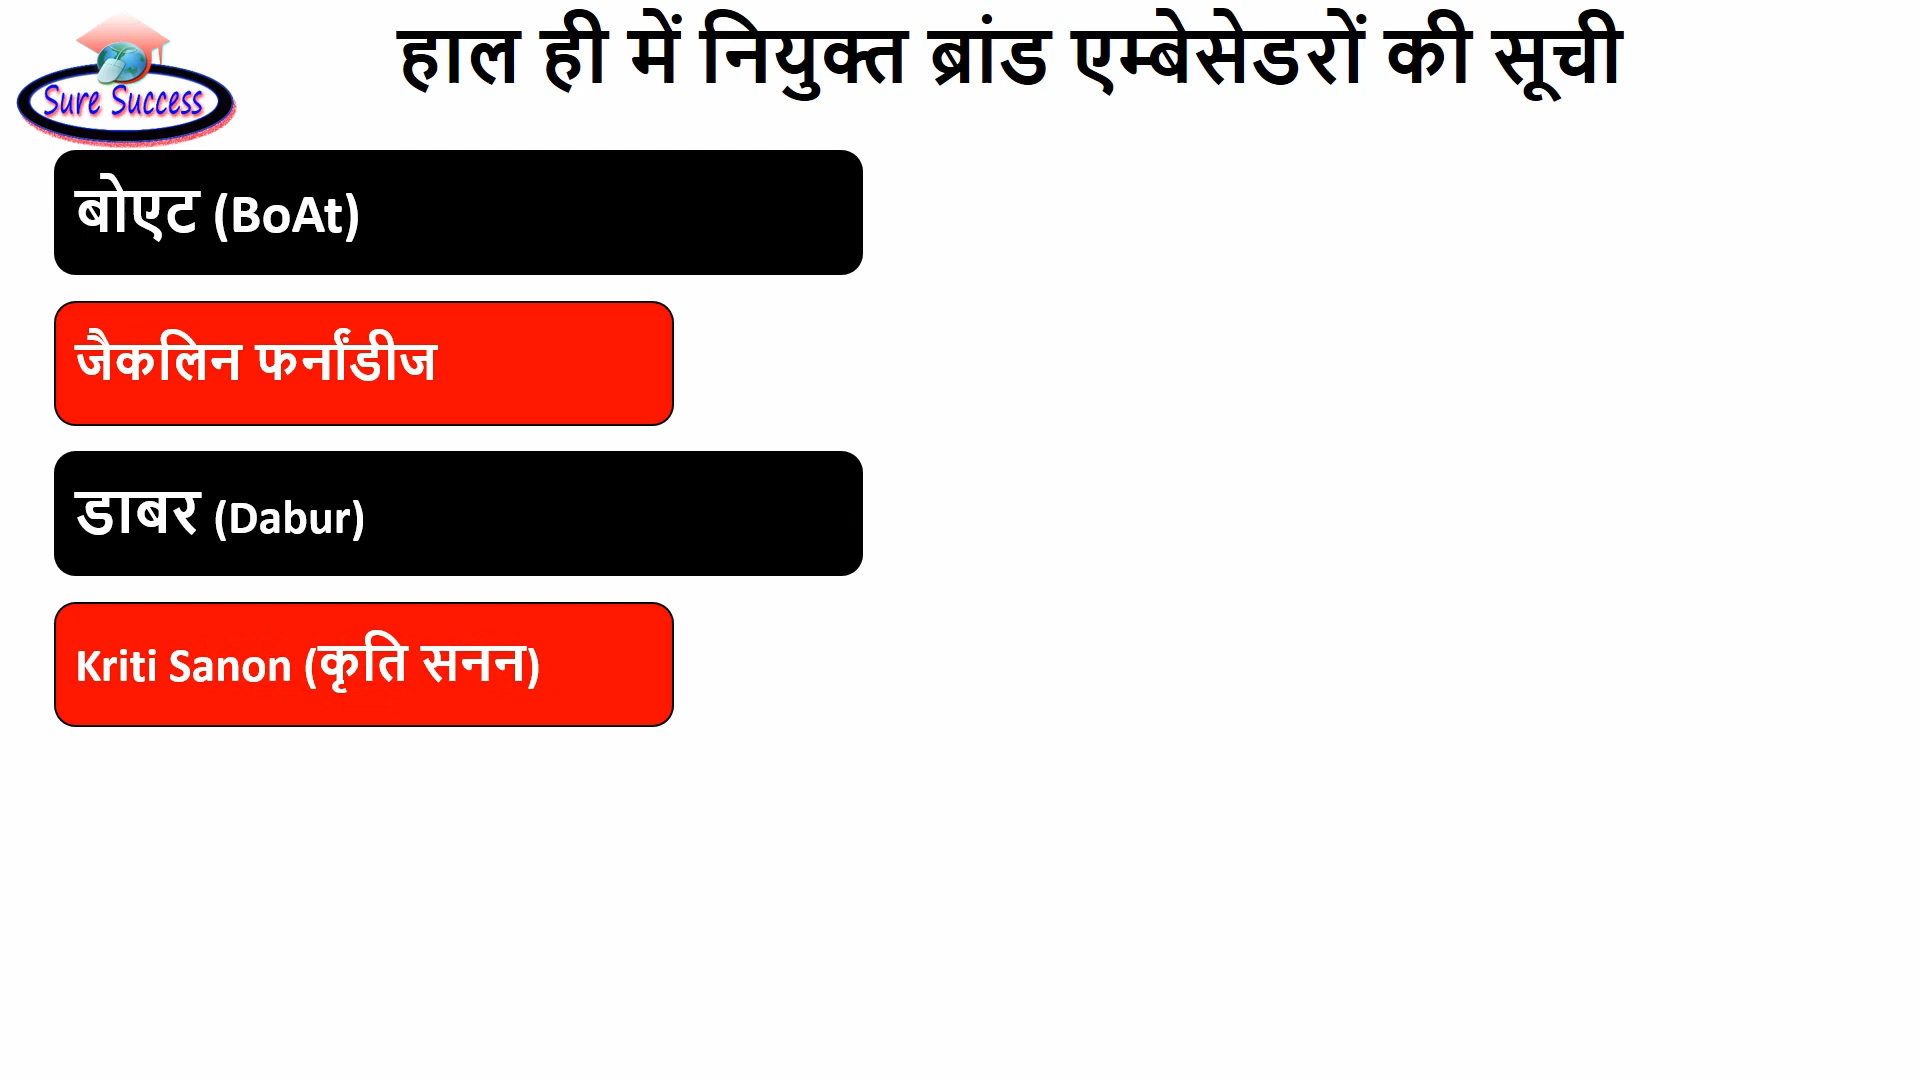 हाल ही में नियुक्त ब्रांड एम्बेसेडरों की सूची
Sure Success
बोएट (BoAt)
जैकलिन फर्नांडीज
डाबर (Dabur)
Kriti Sanon (कृति सनन)